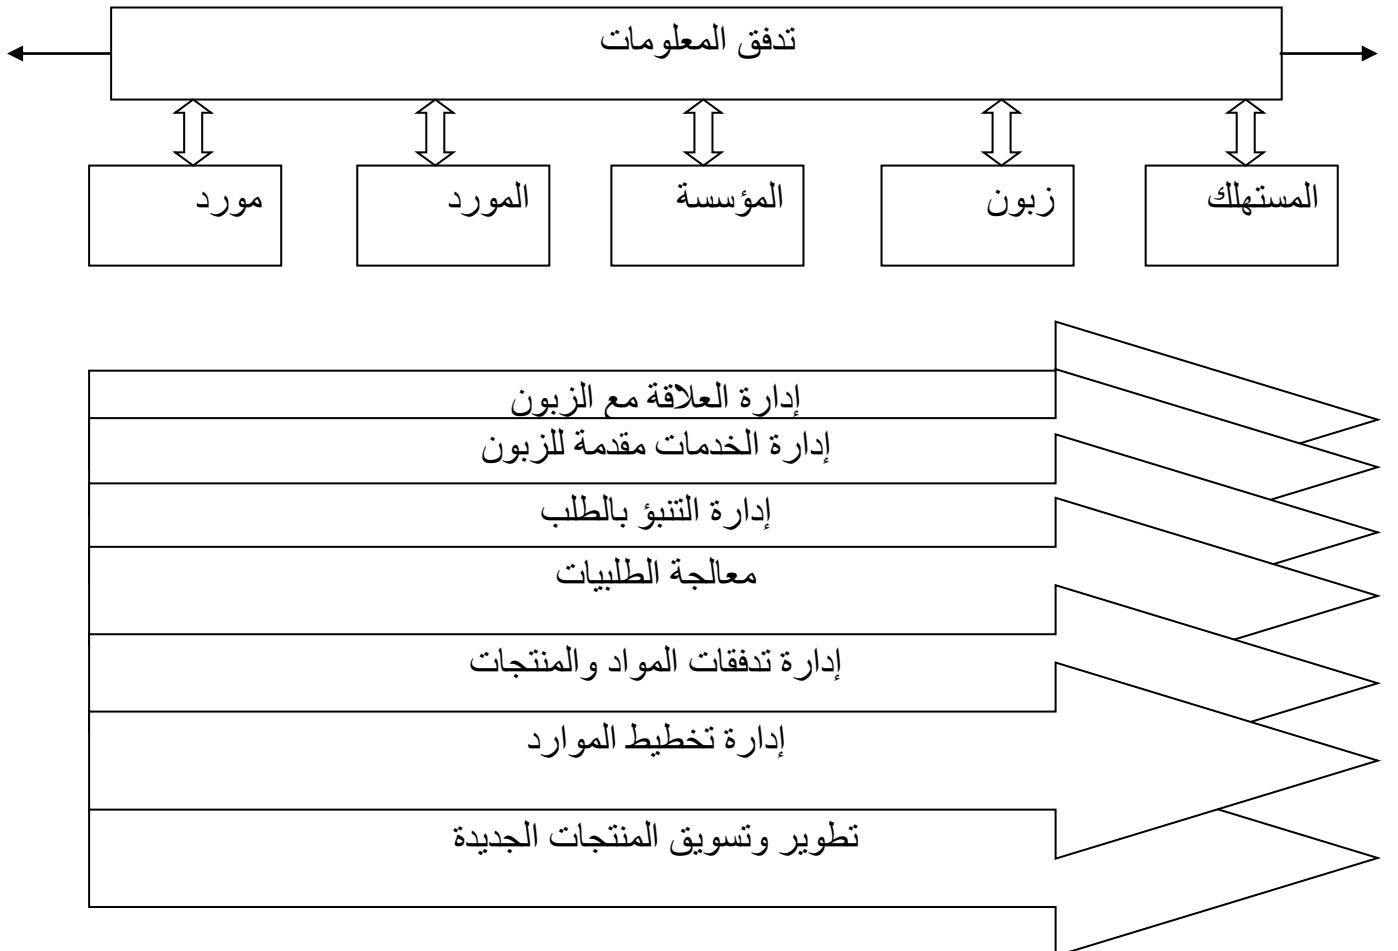 تدفق المعلومات
المستهلك
زبون
المؤسسة
المورد
مورد
إدارة العلاقة مع الزبون
إدارة الخدمات مقدمة للزبون
إدارة التنبؤ بالطلب
معالجة الطلبيات
إدارة تدفقات المواد والمنتجات
إدارة تخطيط الموارد
تطوير وتسويق المنتجات الجديدة